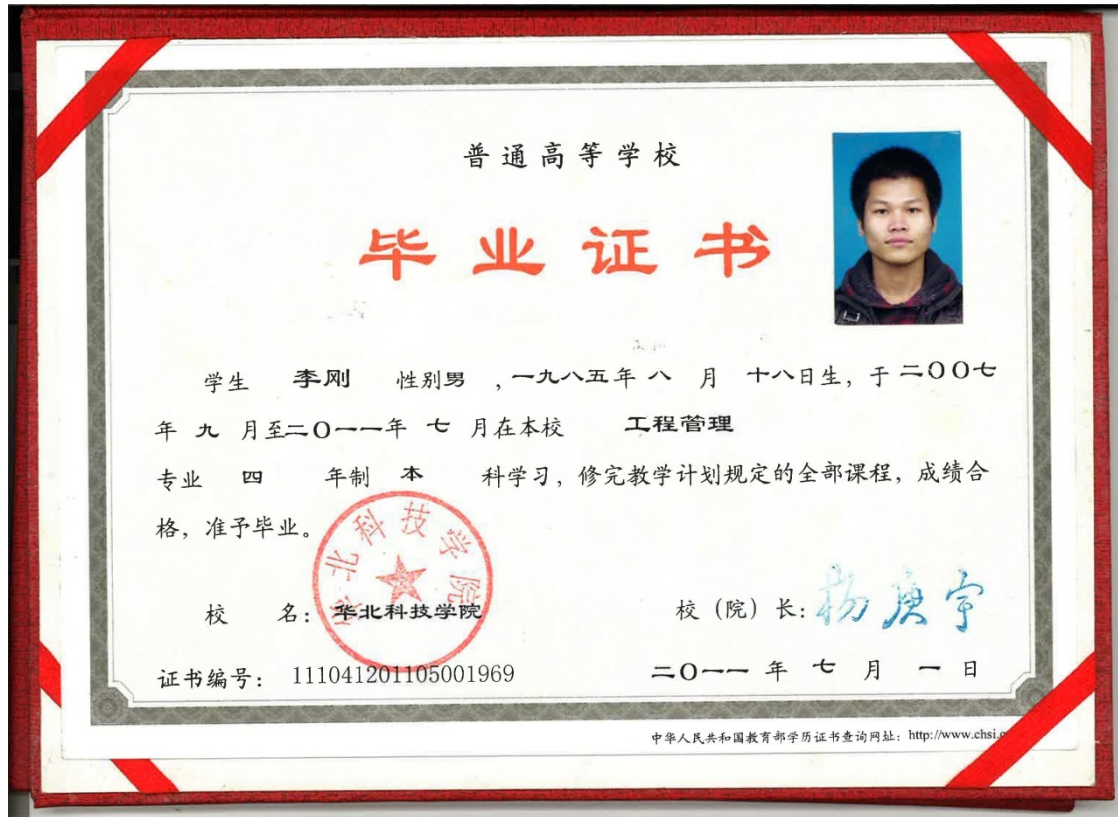 普通高等学校
毕业证书
学生 李刚 性别男 ，一九八五年 八 月 十八日生，于二〇〇七
年 九 月至二〇一一年 七 月在本校 工程管理
专业 四 年制 本 科学习，修完教学计划规定的全部课程，成绩合
格，准予毕业。
华北科技学院
校 名：华北科技学院 校（院）长：杨庚宇
证书编号： 111041201105001969 二〇一一 年 七 月 一 日
中华人民共和国教育部学历证书查询网址：http://www.chsi.c